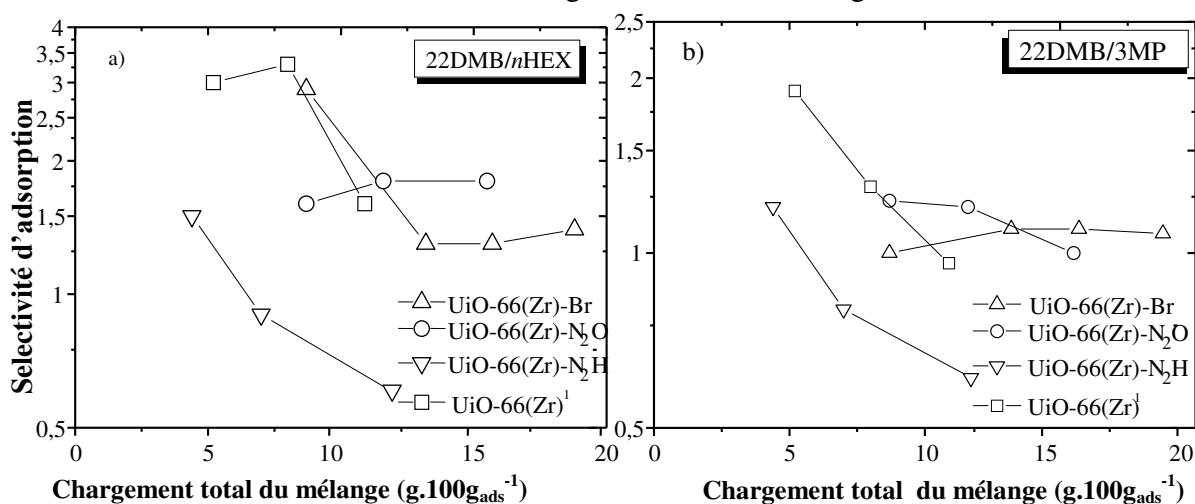 a)
22DMB/nHEX
Selectivité d'adsorption
5
3,5
3
2,5
2
1,5
1
0,5
UiO-66(Zr)-Br
UiO-66(Zr)-N₂O
UiO-66(Zr)-N₂H
UiO-66(Zr)¹
0 5 10 15 20
Chargement total du mélange (g.100g_ads⁻¹)
b)
22DMB/3MP
2,5
2
1,5
1
0,5
UiO-66(Zr)-Br
UiO-66(Zr)-N₂O
UiO-66(Zr)-N₂H
UiO-66(Zr)¹
0 5 10 15 20
Chargement total du mélange (g.100g_ads⁻¹)